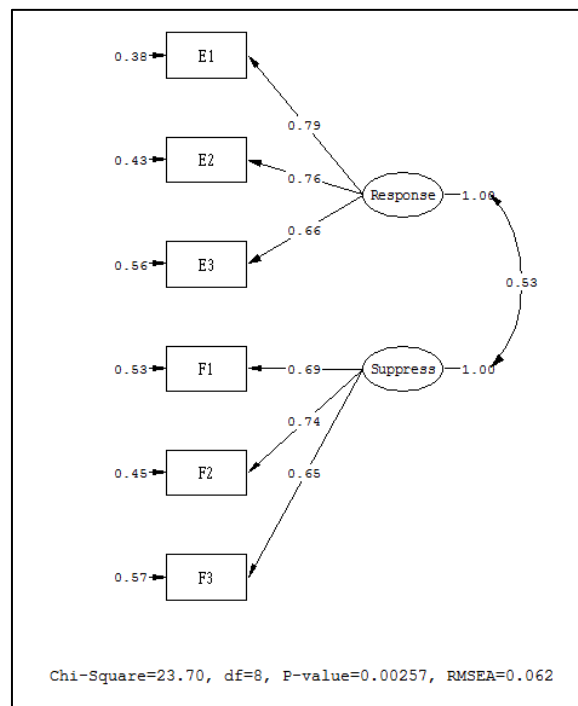 0.38 E1
0.79
0.43 E2
0.76
Response 1.00
0.66
0.56 E3
0.53
0.53 F1 0.69 Suppress 1.00
0.74
0.45 F2 0.65
0.57 F3
Chi-Square=23.70, df=8, P-value=0.00257, RMSEA=0.062